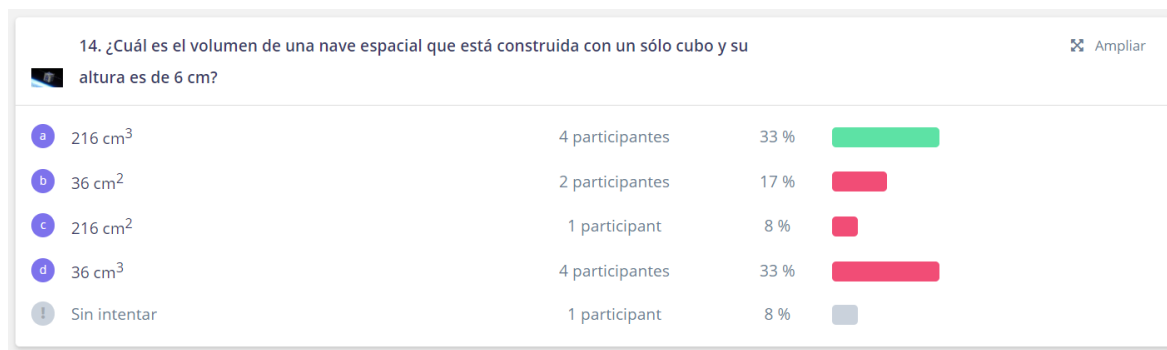 14. ¿Cuál es el volumen de una nave espacial que está construida con un sólo cubo y su
altura es de 6 cm?
Ampliar
a 216 cm³ 4 participantes 33 %
b 36 cm² 2 participantes 17 %
c 216 cm² 1 participant 8 %
d 36 cm³ 4 participantes 33 %
! Sin intentar 1 participant 8 %